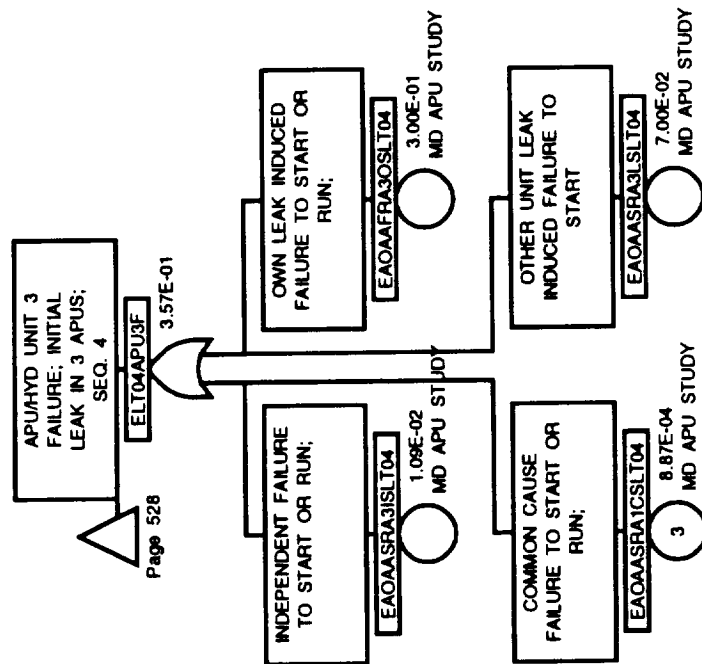 APU/HYD UNIT 3
FAILURE; INITIAL
LEAK IN 3 APUS;
SEQ. 4
ELT04APU3F
3.57E-01
Page 528
INDEPENDENT FAILURE
TO START OR RUN;
EAOAASRA3ISLT04
1.09E-02
MD APU STUDY
OWN LEAK INDUCED
FAILURE TO START OR
RUN;
EAOAAFRA3OSLT04
3.00E-01
MD APU STUDY
COMMON CAUSE
FAILURE TO START OR
RUN;
EAOAASRA1CSLT04
3
8.87E-04
MD APU STUDY
OTHER UNIT LEAK
INDUCED FAILURE TO
START
EAOAASRA3LSLT04
7.00E-02
MD APU STUDY